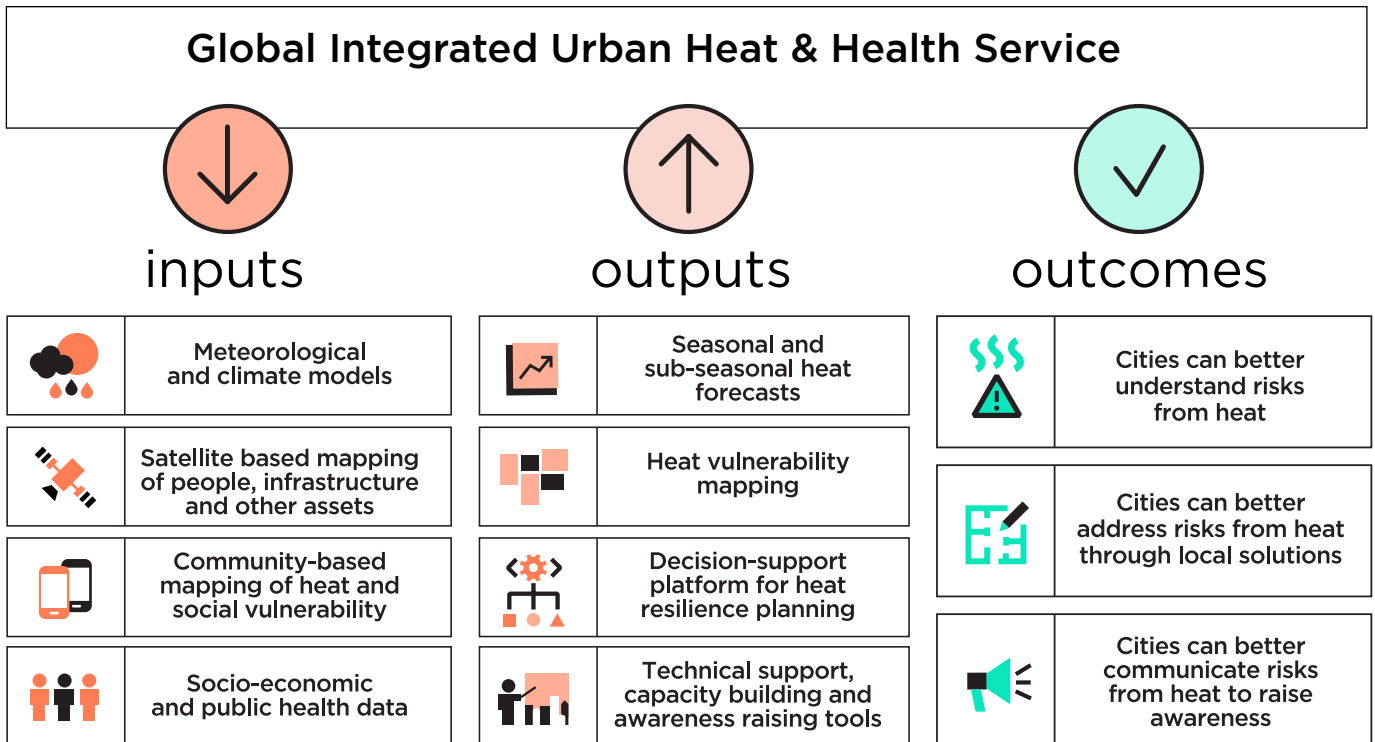 Global Integrated Urban Heat & Health Service
inputs
Meteorological
and climate models
Satellite based mapping
of people, infrastructure
and other assets
Community-based
mapping of heat and
social vulnerability
Socio-economic
and public health data
outputs
Seasonal and
sub-seasonal heat
forecasts
Heat vulnerability
mapping
Decision-support
platform for heat
resilience planning
Technical support,
capacity building and
awareness raising tools
outcomes
Cities can better
understand risks
from heat
Cities can better
address risks from heat
through local solutions
Cities can better
communicate risks
from heat to raise
awareness